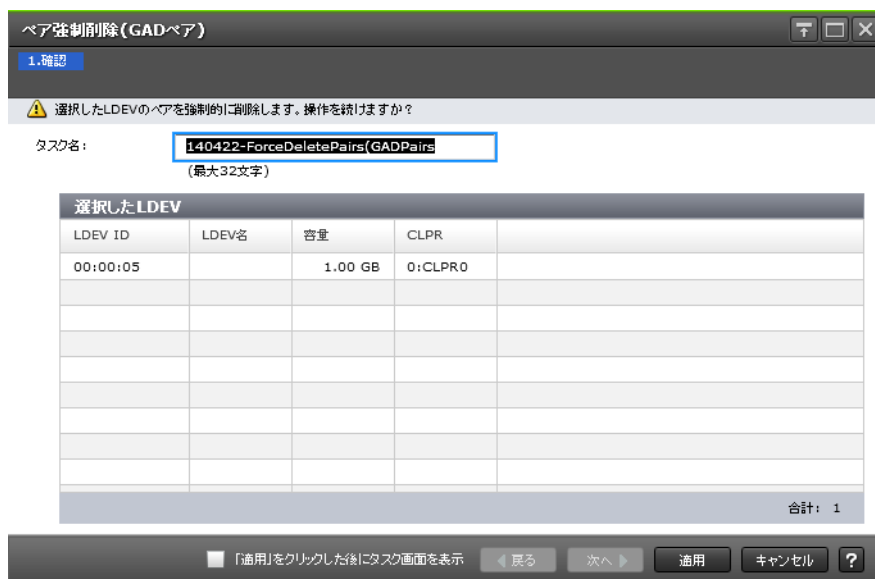 ペア強制削除(GADペア)
1.確認
選択したLDEVのペアを強制的に削除します。操作を続けますか?
タスク名:
140422-ForceDeletePairs(GADPairs
(最大32文字)
選択したLDEV
LDEV ID LDEV名 容量 CLPR
00:00:05 1.00 GB 0:CLPR0
合計: 1
「適用」をクリックした後にタスク画面を表示 戻る 次へ 適用 キャンセル ?